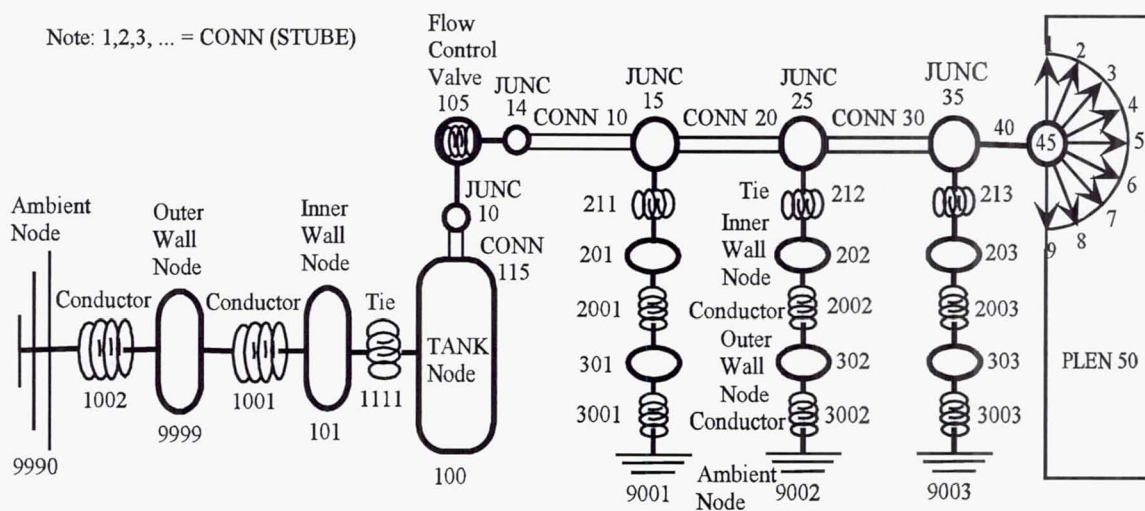 Note: 1,2,3, ... = CONN (STUBE)
Flow
Control
Valve
105
JUNC
14
CONN 10
JUNC
15
CONN 20
JUNC
25
CONN 30
JUNC
35
40
45
1
2
3
4
5
6
7
8
9
PLEN 50
JUNC
10
CONN
115
Ambient
Node
Outer
Wall
Node
Inner
Wall
Node
Conductor
Conductor
Tie
TANK
Node
1002
1001
1111
9990
9999
101
100
211
Tie
212
213
201
Inner
Wall
Node
202
203
2001
Conductor
2002
2003
301
Outer
Wall
Node
302
303
3001
Conductor
3002
3003
9001
Ambient
Node
9002
9003